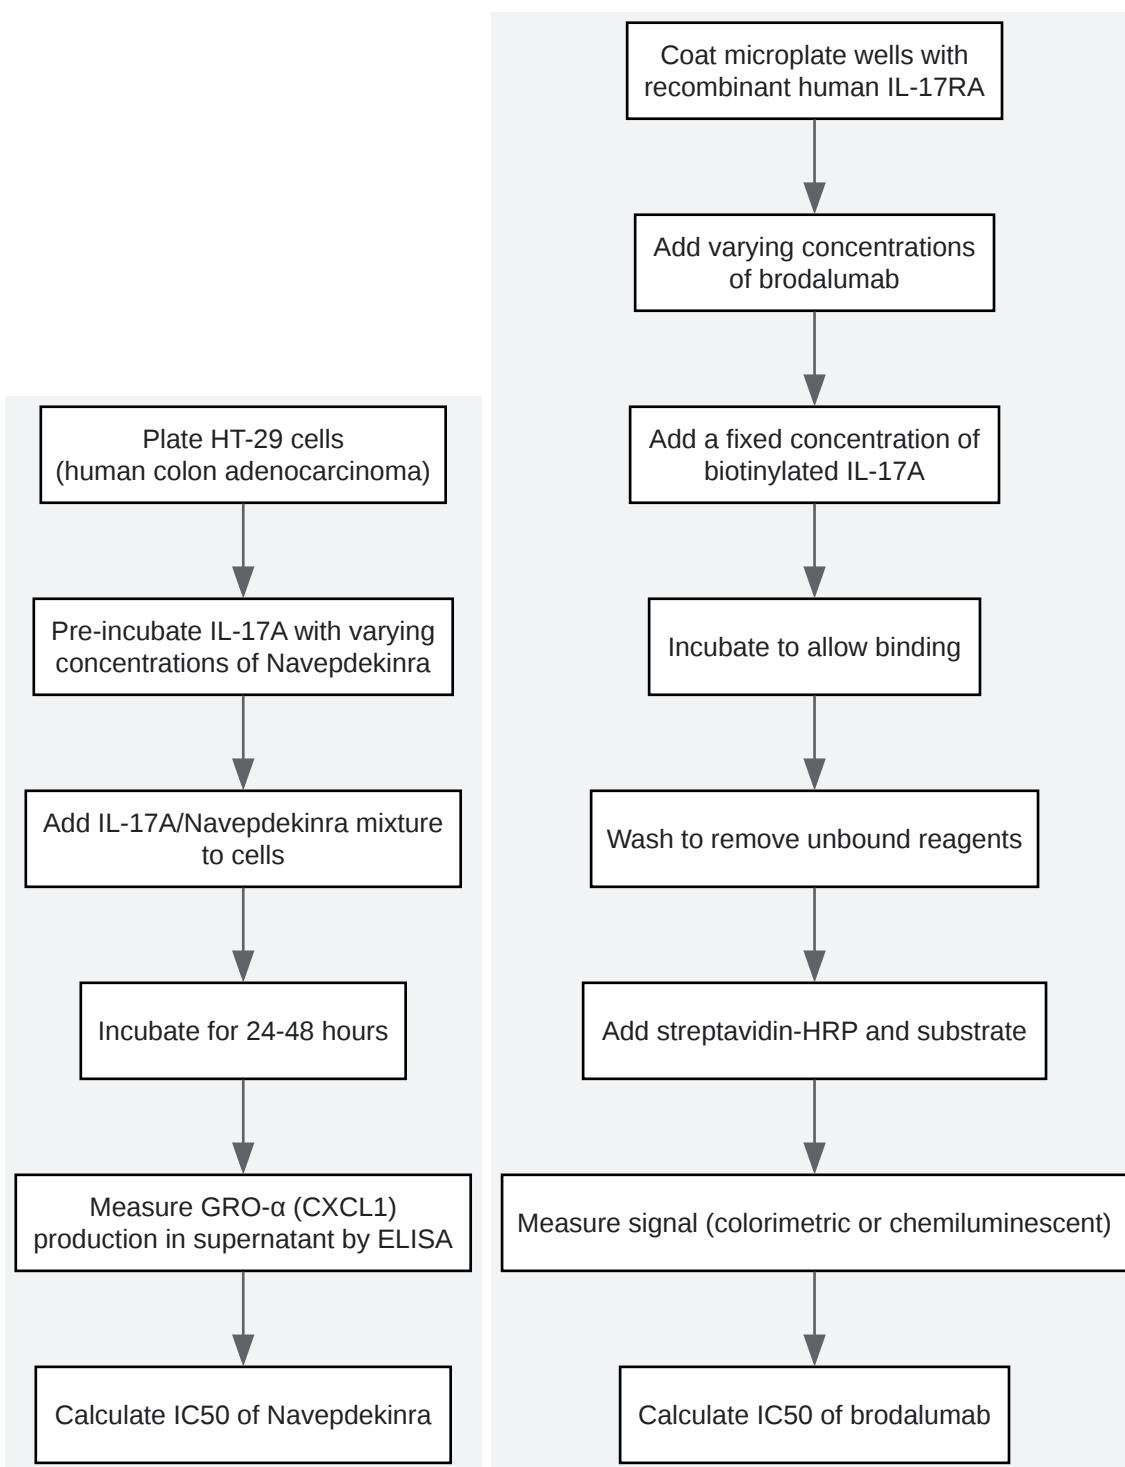 Plate HT-29 cells
(human colon adenocarcinoma)
Pre-incubate IL-17A with varying
concentrations of Navepdekinra
Add IL-17A/Navepdekinra mixture
to cells
Incubate for 24-48 hours
Measure GRO-α (CXCL1)
production in supernatant by ELISA
Calculate IC50 of Navepdekinra
Coat microplate wells with
recombinant human IL-17RA
Add varying concentrations
of brodalumab
Add a fixed concentration of
biotinylated IL-17A
Incubate to allow binding
Wash to remove unbound reagents
Add streptavidin-HRP and substrate
Measure signal (colorimetric or chemiluminescent)
Calculate IC50 of brodalumab